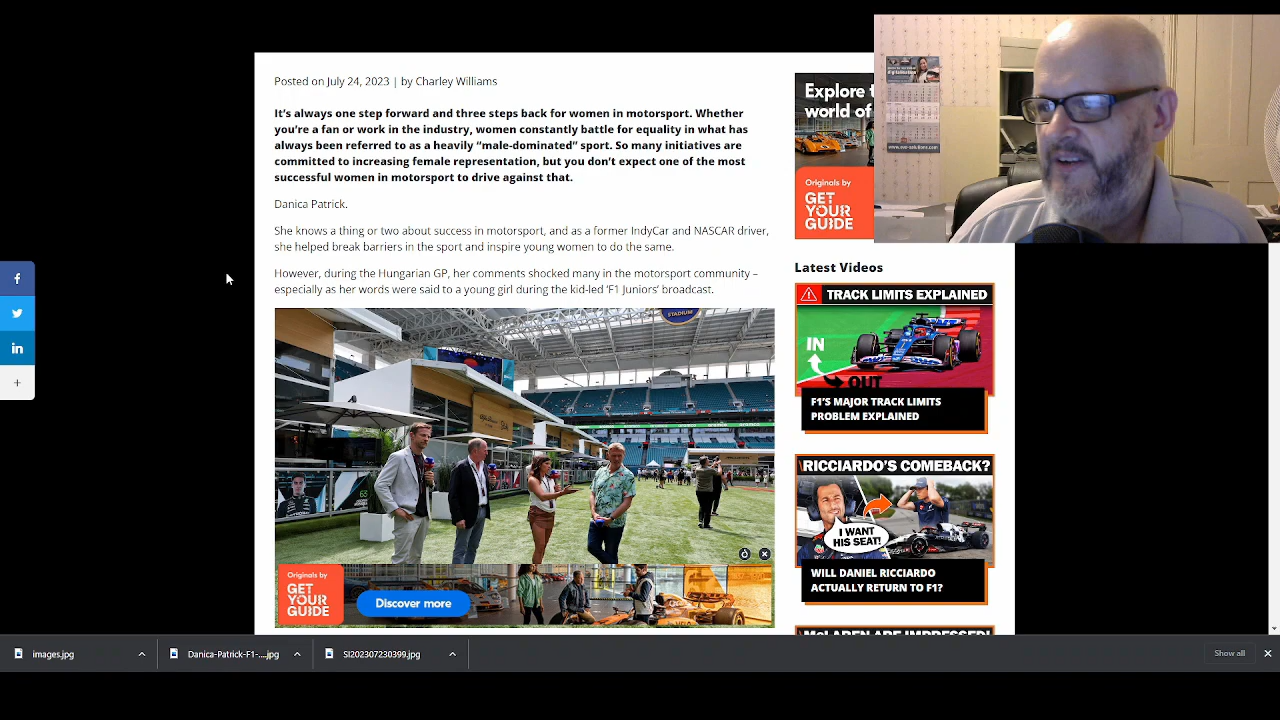 Posted on July 24, 2023 | by Charley Williams
It's always one step forward and three steps back for women in motorsport. Whether
you're a fan or work in the industry, women constantly battle for equality in what has
always been referred to as a heavily “male-dominated” sport. So many initiatives are
committed to increasing female representation, but you don't expect one of the most
successful women in motorsport to drive against that.
Danica Patrick.
She knows a thing or two about success in motorsport, and as a former IndyCar and NASCAR driver,
she helped break barriers in the sport and inspire young women to do the same.
However, during the Hungarian GP, her comments shocked many in the motorsport community –
especially as her words were said to a young girl during the kid-led ‘F1 Juniors’ broadcast.
STADIUM
63
Originals by
GET
YOUR
GUIDE
Discover more
Explore
world of
Originals by
GET
YOUR
GUIDE
Latest Videos
TRACK LIMITS EXPLAINED
IN
OUT
F1'S MAJOR TRACK LIMITS
PROBLEM EXPLAINED
RICCIARDO'S COMEBACK?
I WANT
HIS SEAT!
WILL DANIEL RICCIARDO
ACTUALLY RETURN TO F1?
McLAREN ARE IMPRESSED!
images.jpg
Danica-Patrick-F1-....jpg
SI202307230399.jpg
Show all